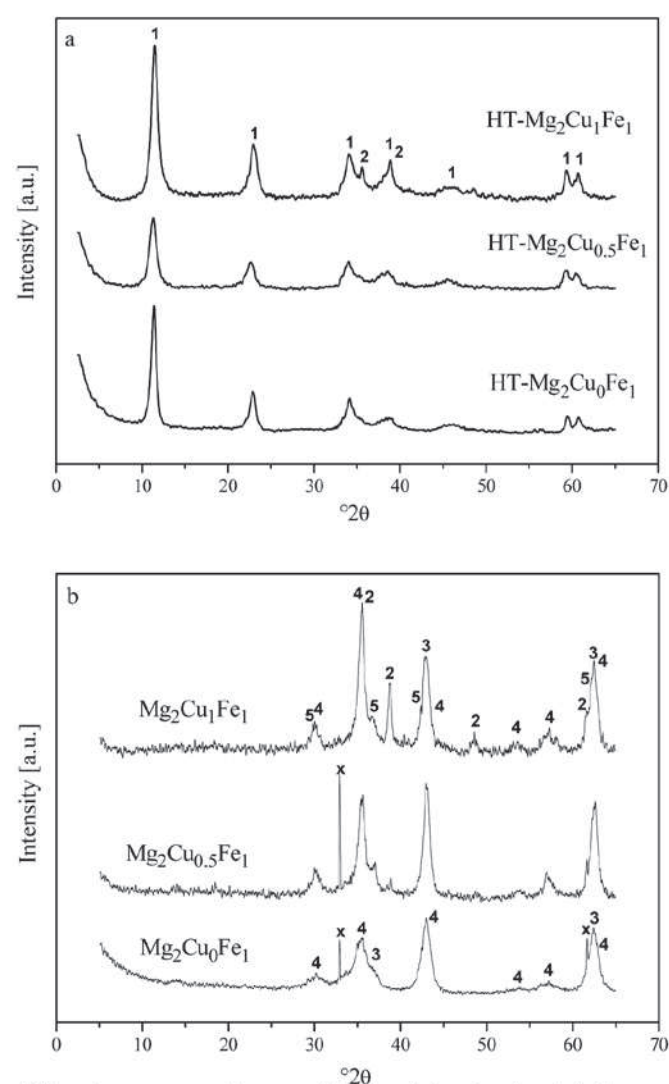 a
1
HT-Mg₂Cu₁Fe₁
1
1
2
1
2
1
1 1
HT-Mg₂Cu₀.₅Fe₁
HT-Mg₂Cu₀Fe₁
Intensity [a.u.]
0 10 20 30 40 50 60 70
°2θ
b
4 2
3
3
4
2
5
5
4
5
5
4
2
4
4
2
Mg₂Cu₁Fe₁
x
Mg₂Cu₀.₅Fe₁
x
4
3
4
4
4
4
x
3
4
Mg₂Cu₀Fe₁
Intensity [a.u.]
0 10 20 30 40 50 60 70
°2θ